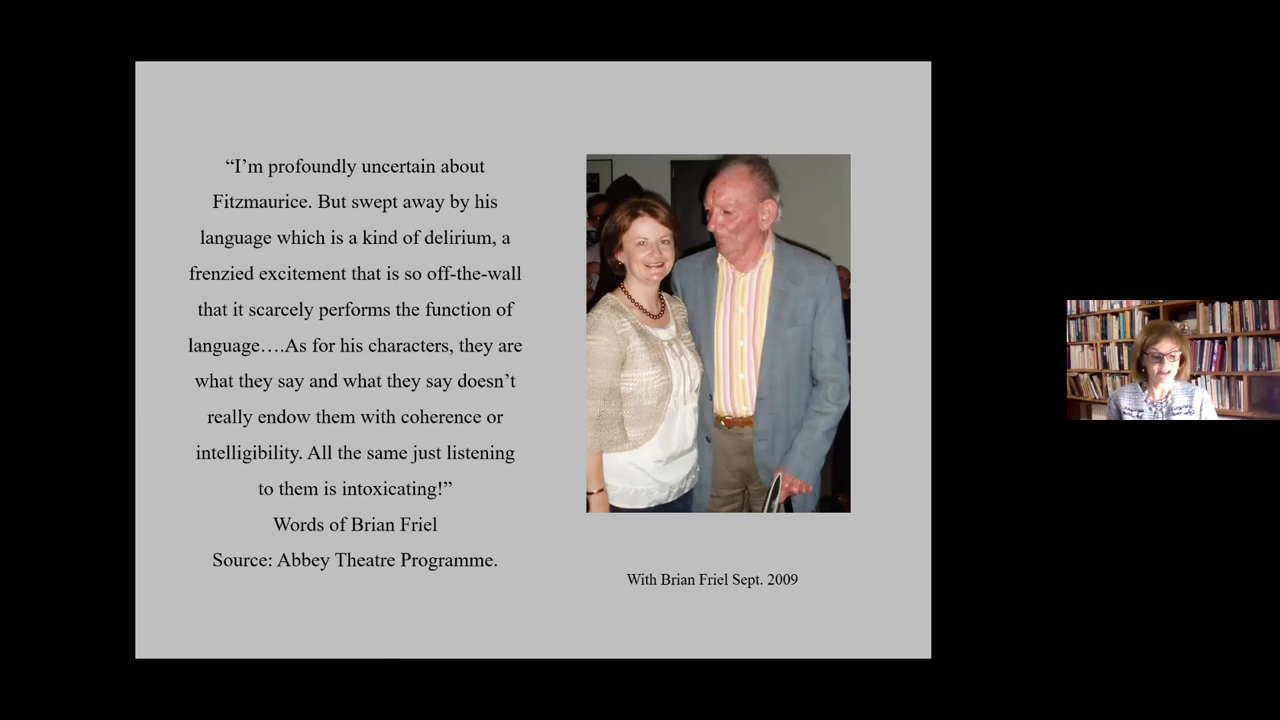 “I’m profoundly uncertain about
Fitzmaurice. But swept away by his
language which is a kind of delirium, a
frenzied excitement that is so off-the-wall
that it scarcely performs the function of
language….As for his characters, they are
what they say and what they say doesn’t
really endow them with coherence or
intelligibility. All the same just listening
to them is intoxicating!”
Words of Brian Friel
Source: Abbey Theatre Programme.
With Brian Friel Sept. 2009